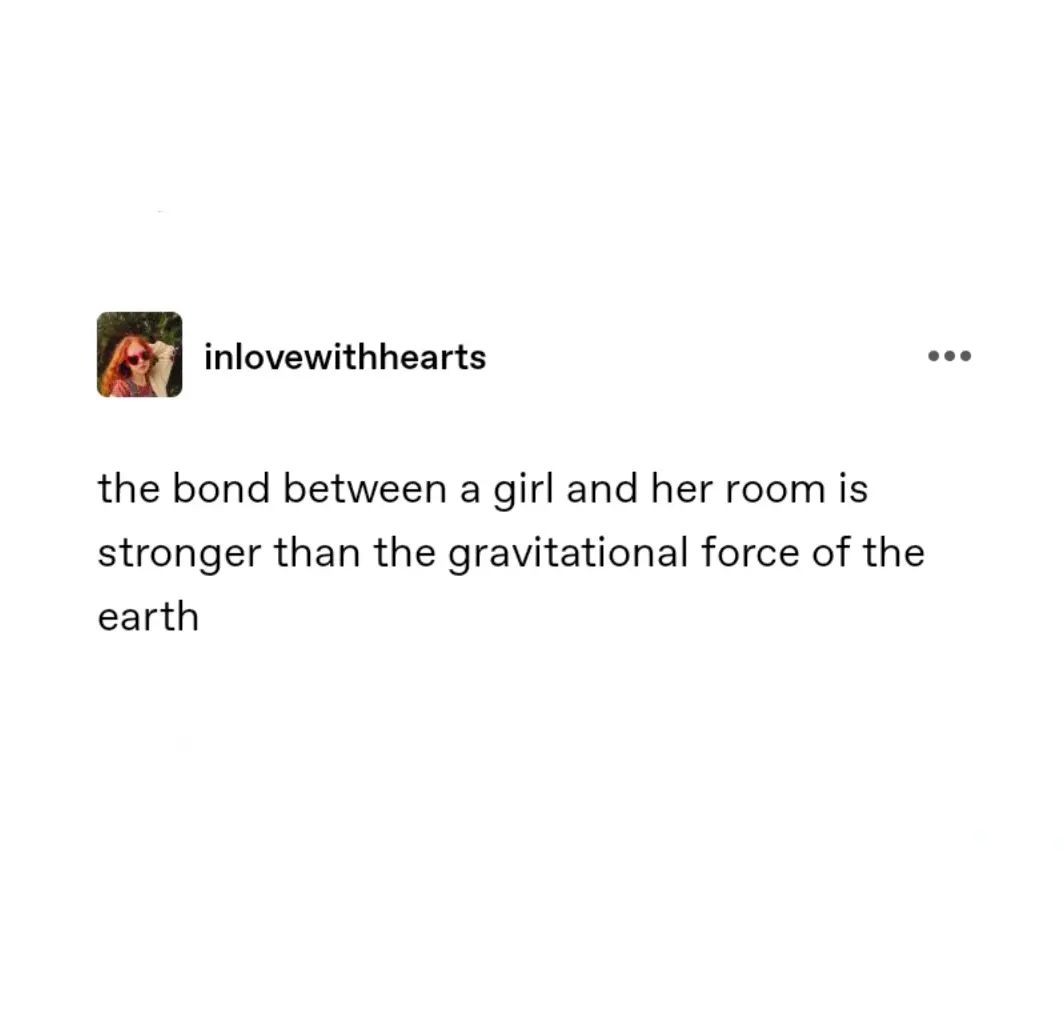 inlovewithhearts
the bond between a girl and her room is
stronger than the gravitational force of the
earth